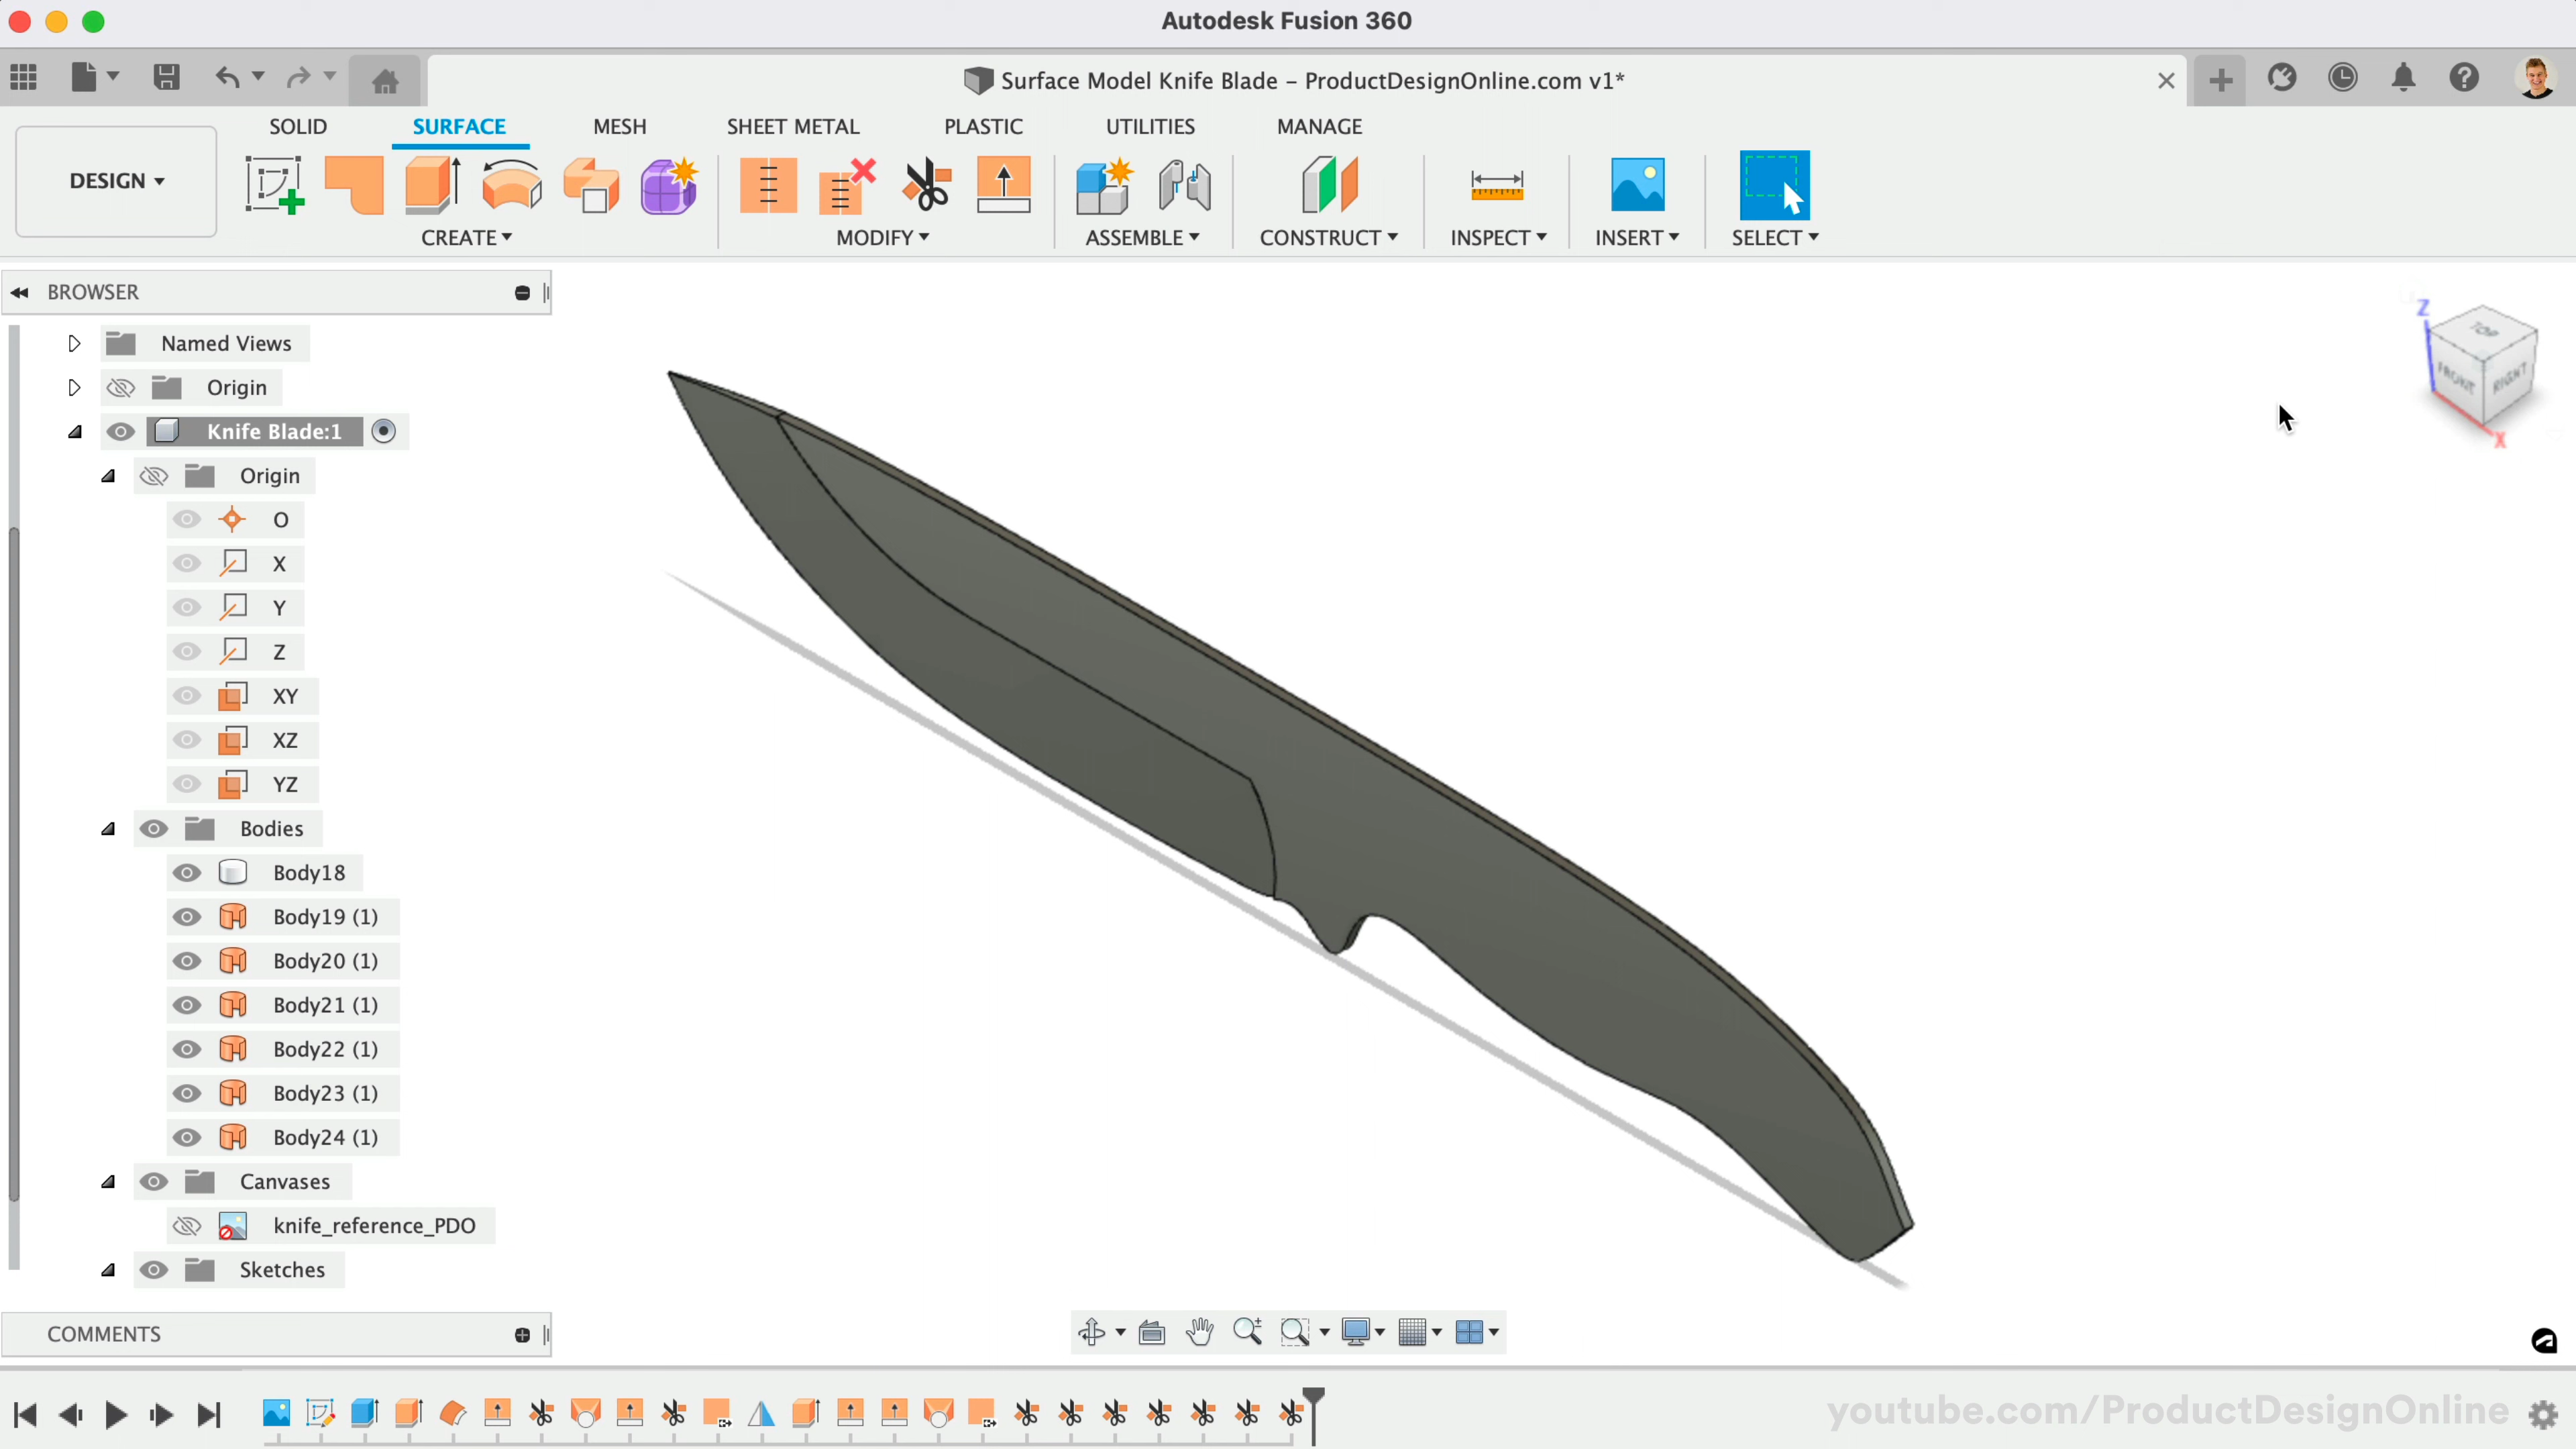 Autodesk Fusion 360
Surface Model Knife Blade – ProductDesignOnline.com v1*
SOLID SURFACE MESH SHEET METAL PLASTIC UTILITIES MANAGE
DESIGN
CREATE MODIFY ASSEMBLE CONSTRUCT INSPECT INSERT SELECT
BROWSER
Named Views
Origin
Knife Blade:1
Origin
O
X
Y
Z
XY
XZ
YZ
Bodies
Body18
Body19 (1)
Body20 (1)
Body21 (1)
Body22 (1)
Body23 (1)
Body24 (1)
Canvases
knife_reference_PDO
Sketches
Z
TOP
FRONT RIGHT
X
COMMENTS
youtube.com/ProductDesignOnline